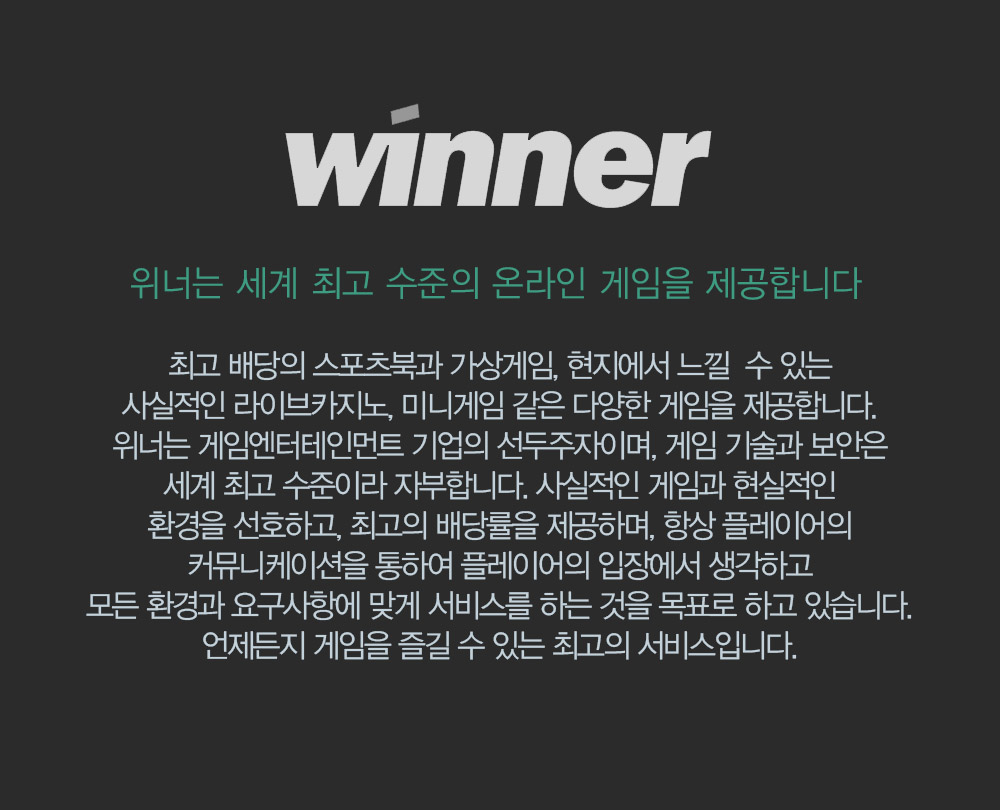 winner
위너는 세계 최고 수준의 온라인 게임을 제공합니다
최고 배당의 스포츠북과 가상게임, 현지에서 느낄 수 있는
사실적인 라이브카지노, 미니게임 같은 다양한 게임을 제공합니다.
위너는 게임엔터테인먼트 기업의 선두주자이며, 게임 기술과 보안은
세계 최고 수준이라 자부합니다. 사실적인 게임과 현실적인
환경을 선호하고, 최고의 배당률을 제공하며, 항상 플레이어의
커뮤니케이션을 통하여 플레이어의 입장에서 생각하고
모든 환경과 요구사항에 맞게 서비스를 하는 것을 목표로 하고 있습니다.
언제든지 게임을 즐길 수 있는 최고의 서비스입니다.